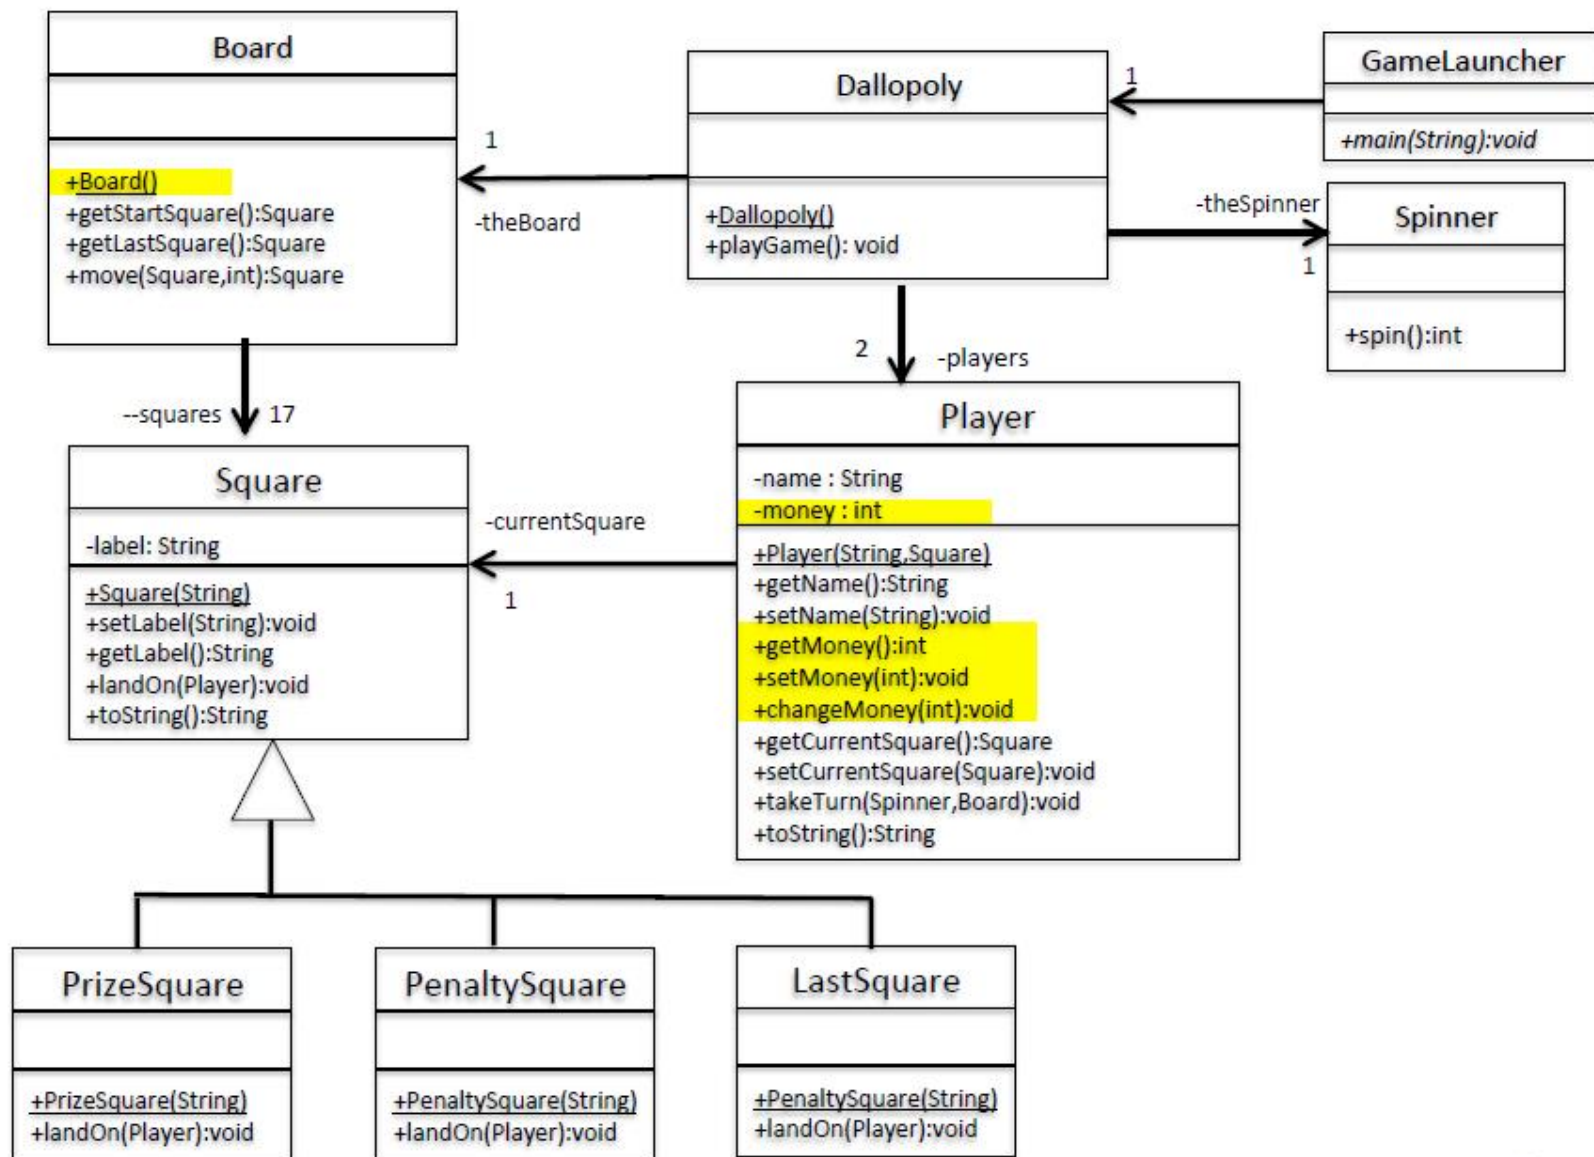 Board
+Board()
+getStartSquare():Square
+getLastSquare():Square
+move(Square,int):Square
1
-theBoard
Dallopoly
+Dallopoly()
+playGame(): void
1
GameLauncher
+main(String):void
-theSpinner
1
Spinner
+spin():int
2
-players
--squares
17
Square
-label: String
+Square(String)
+setLabel(String):void
+getLabel():String
+landOn(Player):void
+toString():String
-currentSquare
1
Player
-name : String
-money : int
+Player(String,Square)
+getName():String
+setName(String):void
+getMoney():int
+setMoney(int):void
+changeMoney(int):void
+getCurrentSquare():Square
+setCurrentSquare(Square):void
+takeTurn(Spinner,Board):void
+toString():String
PrizeSquare
+PrizeSquare(String)
+landOn(Player):void
PenaltySquare
+PenaltySquare(String)
+landOn(Player):void
LastSquare
+PenaltySquare(String)
+landOn(Player):void